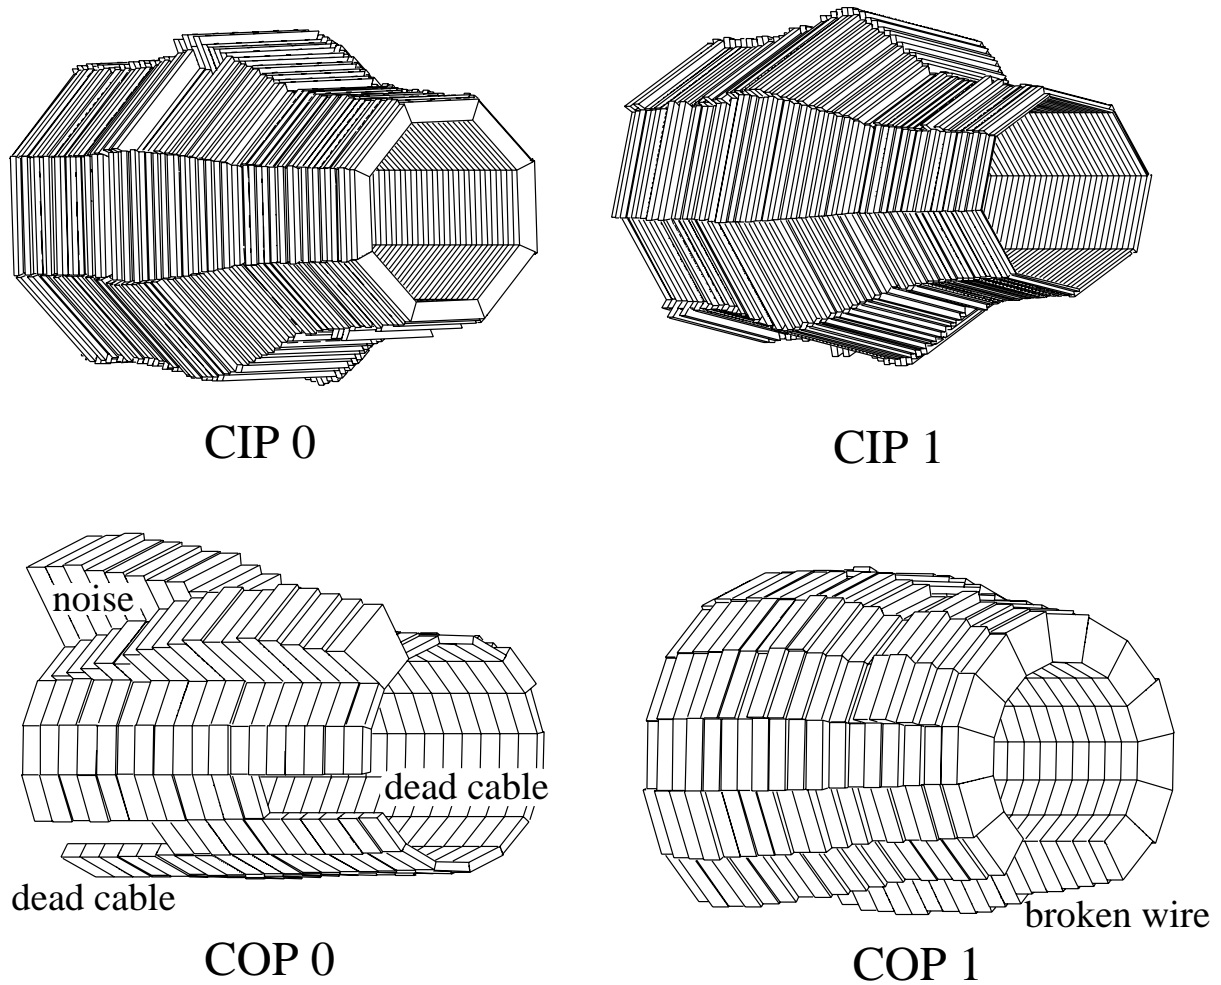 CIP 0
CIP 1
noise
dead cable
dead cable
broken wire
COP 0
COP 1